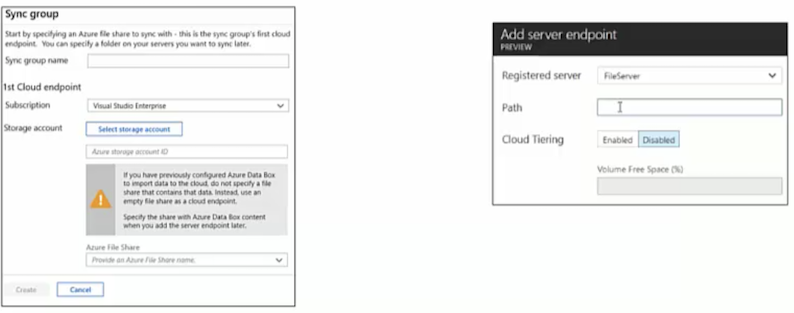 Sync group
Start by specifying an Azure file share to sync with - this is the sync group's first cloud
endpoint. You can specify a folder on your servers you want to sync later.
Sync group name
1st Cloud endpoint
Subscription
Visual Studio Enterprise
Storage account
Select storage account
Azure storage account ID
If you have previously configured Azure Data Box
to import data to the cloud, do not specify a file
share that contains that data. Instead, use an
empty file share as a cloud endpoint.
Specify the share with Azure Data Box content
when you add the server endpoint later.
Azure File Share
Provide an Azure File Share name.
Create
Cancel
Add server endpoint
PREVIEW
Registered server
FileServer
Path
Cloud Tiering
Enabled
Disabled
Volume Free Space (%)